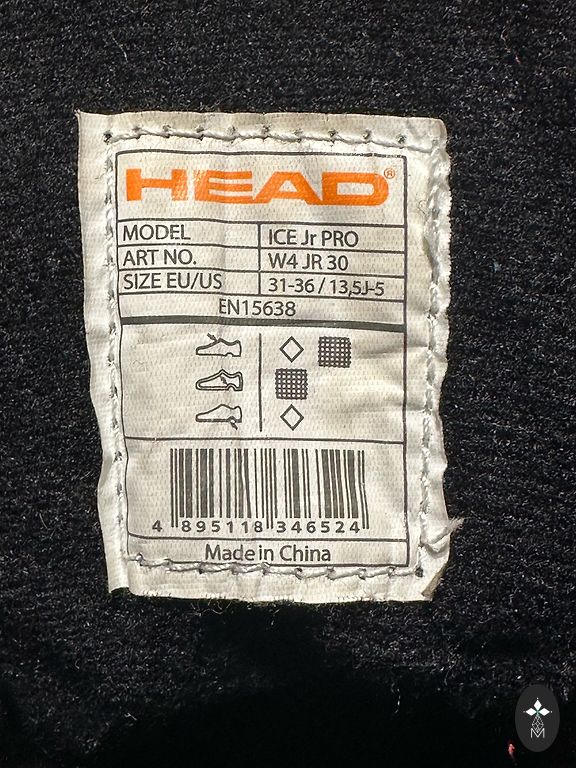 HEAD®
MODEL ICE Jr PRO
ART NO. W4 JR 30
SIZE EU/US 31-36 / 13,5J-5
EN15638
4 895118 346524
Made in China
M